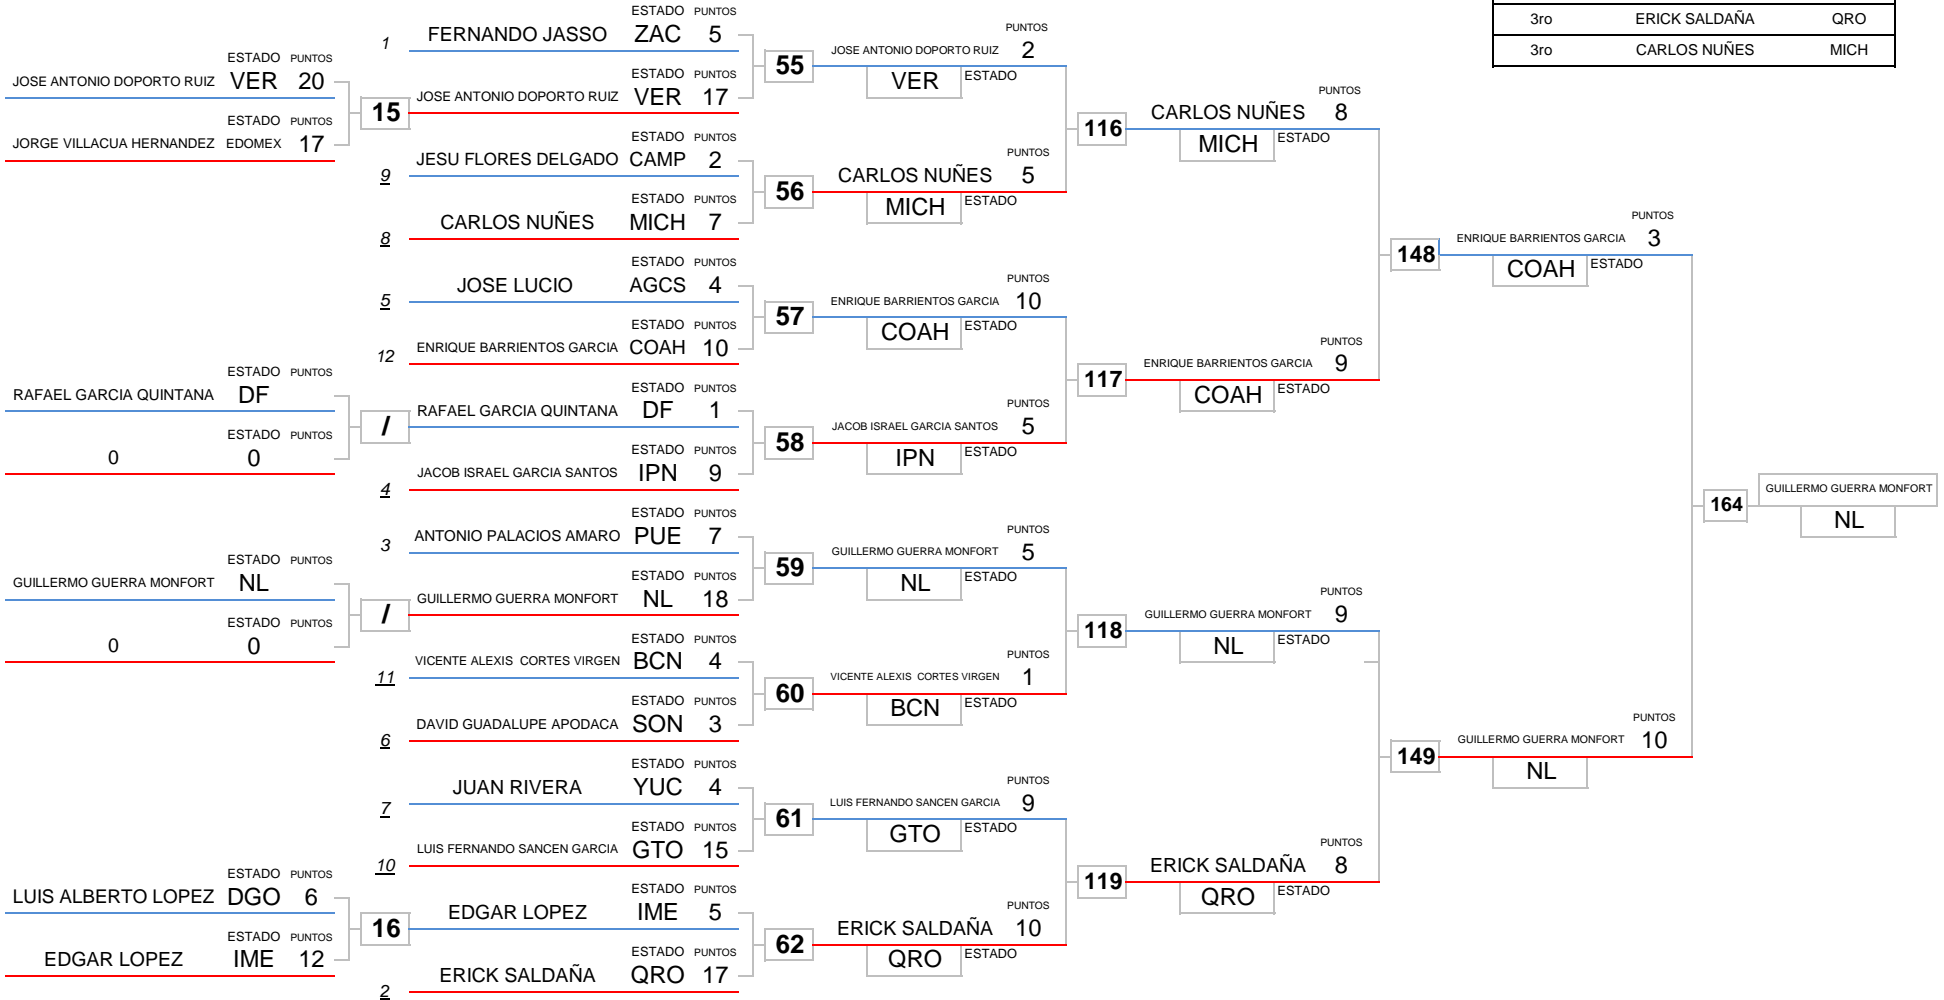 3ro ERICK SALDAÑA QRO
3ro CARLOS NUÑES MICH
ESTADO PUNTOS
JOSE ANTONIO DOPORTO RUIZ VER 20
ESTADO PUNTOS
JORGE VILLACUA HERNANDEZ EDOMEX 17
15
ESTADO PUNTOS
RAFAEL GARCIA QUINTANA DF
ESTADO PUNTOS
0 0
/
ESTADO PUNTOS
GUILLERMO GUERRA MONFORT NL
ESTADO PUNTOS
0 0
/
ESTADO PUNTOS
LUIS ALBERTO LOPEZ DGO 6
ESTADO PUNTOS
EDGAR LOPEZ IME 12
16
ESTADO PUNTOS
1 FERNANDO JASSO ZAC 5
ESTADO PUNTOS
JOSE ANTONIO DOPORTO RUIZ VER 17
55
ESTADO PUNTOS
9 JESU FLORES DELGADO CAMP 2
ESTADO PUNTOS
8 CARLOS NUÑES MICH 7
56
ESTADO PUNTOS
5 JOSE LUCIO AGCS 4
ESTADO PUNTOS
12 ENRIQUE BARRIENTOS GARCIA COAH 10
57
ESTADO PUNTOS
RAFAEL GARCIA QUINTANA DF 1
ESTADO PUNTOS
4 JACOB ISRAEL GARCIA SANTOS IPN 9
58
ESTADO PUNTOS
3 ANTONIO PALACIOS AMARO PUE 7
ESTADO PUNTOS
GUILLERMO GUERRA MONFORT NL 18
59
ESTADO PUNTOS
11 VICENTE ALEXIS CORTES VIRGEN BCN 4
ESTADO PUNTOS
6 DAVID GUADALUPE APODACA SON 3
60
ESTADO PUNTOS
7 JUAN RIVERA YUC 4
ESTADO PUNTOS
10 LUIS FERNANDO SANCEN GARCIA GTO 15
61
ESTADO PUNTOS
EDGAR LOPEZ IME 5
ESTADO PUNTOS
2 ERICK SALDAÑA QRO 17
62
PUNTOS
JOSE ANTONIO DOPORTO RUIZ 2
VER ESTADO
PUNTOS
CARLOS NUÑES 5
MICH ESTADO
116
PUNTOS
ENRIQUE BARRIENTOS GARCIA 10
COAH ESTADO
PUNTOS
JACOB ISRAEL GARCIA SANTOS 5
IPN ESTADO
117
PUNTOS
GUILLERMO GUERRA MONFORT 5
NL ESTADO
PUNTOS
VICENTE ALEXIS CORTES VIRGEN 1
BCN ESTADO
118
PUNTOS
LUIS FERNANDO SANCEN GARCIA 9
GTO ESTADO
PUNTOS
ERICK SALDAÑA 10
QRO ESTADO
119
PUNTOS
CARLOS NUÑES 8
MICH ESTADO
PUNTOS
ENRIQUE BARRIENTOS GARCIA 9
COAH ESTADO
148
PUNTOS
GUILLERMO GUERRA MONFORT 9
NL ESTADO
PUNTOS
ERICK SALDAÑA 8
QRO ESTADO
149
PUNTOS
ENRIQUE BARRIENTOS GARCIA 3
COAH ESTADO
PUNTOS
GUILLERMO GUERRA MONFORT 10
NL
164
GUILLERMO GUERRA MONFORT
NL